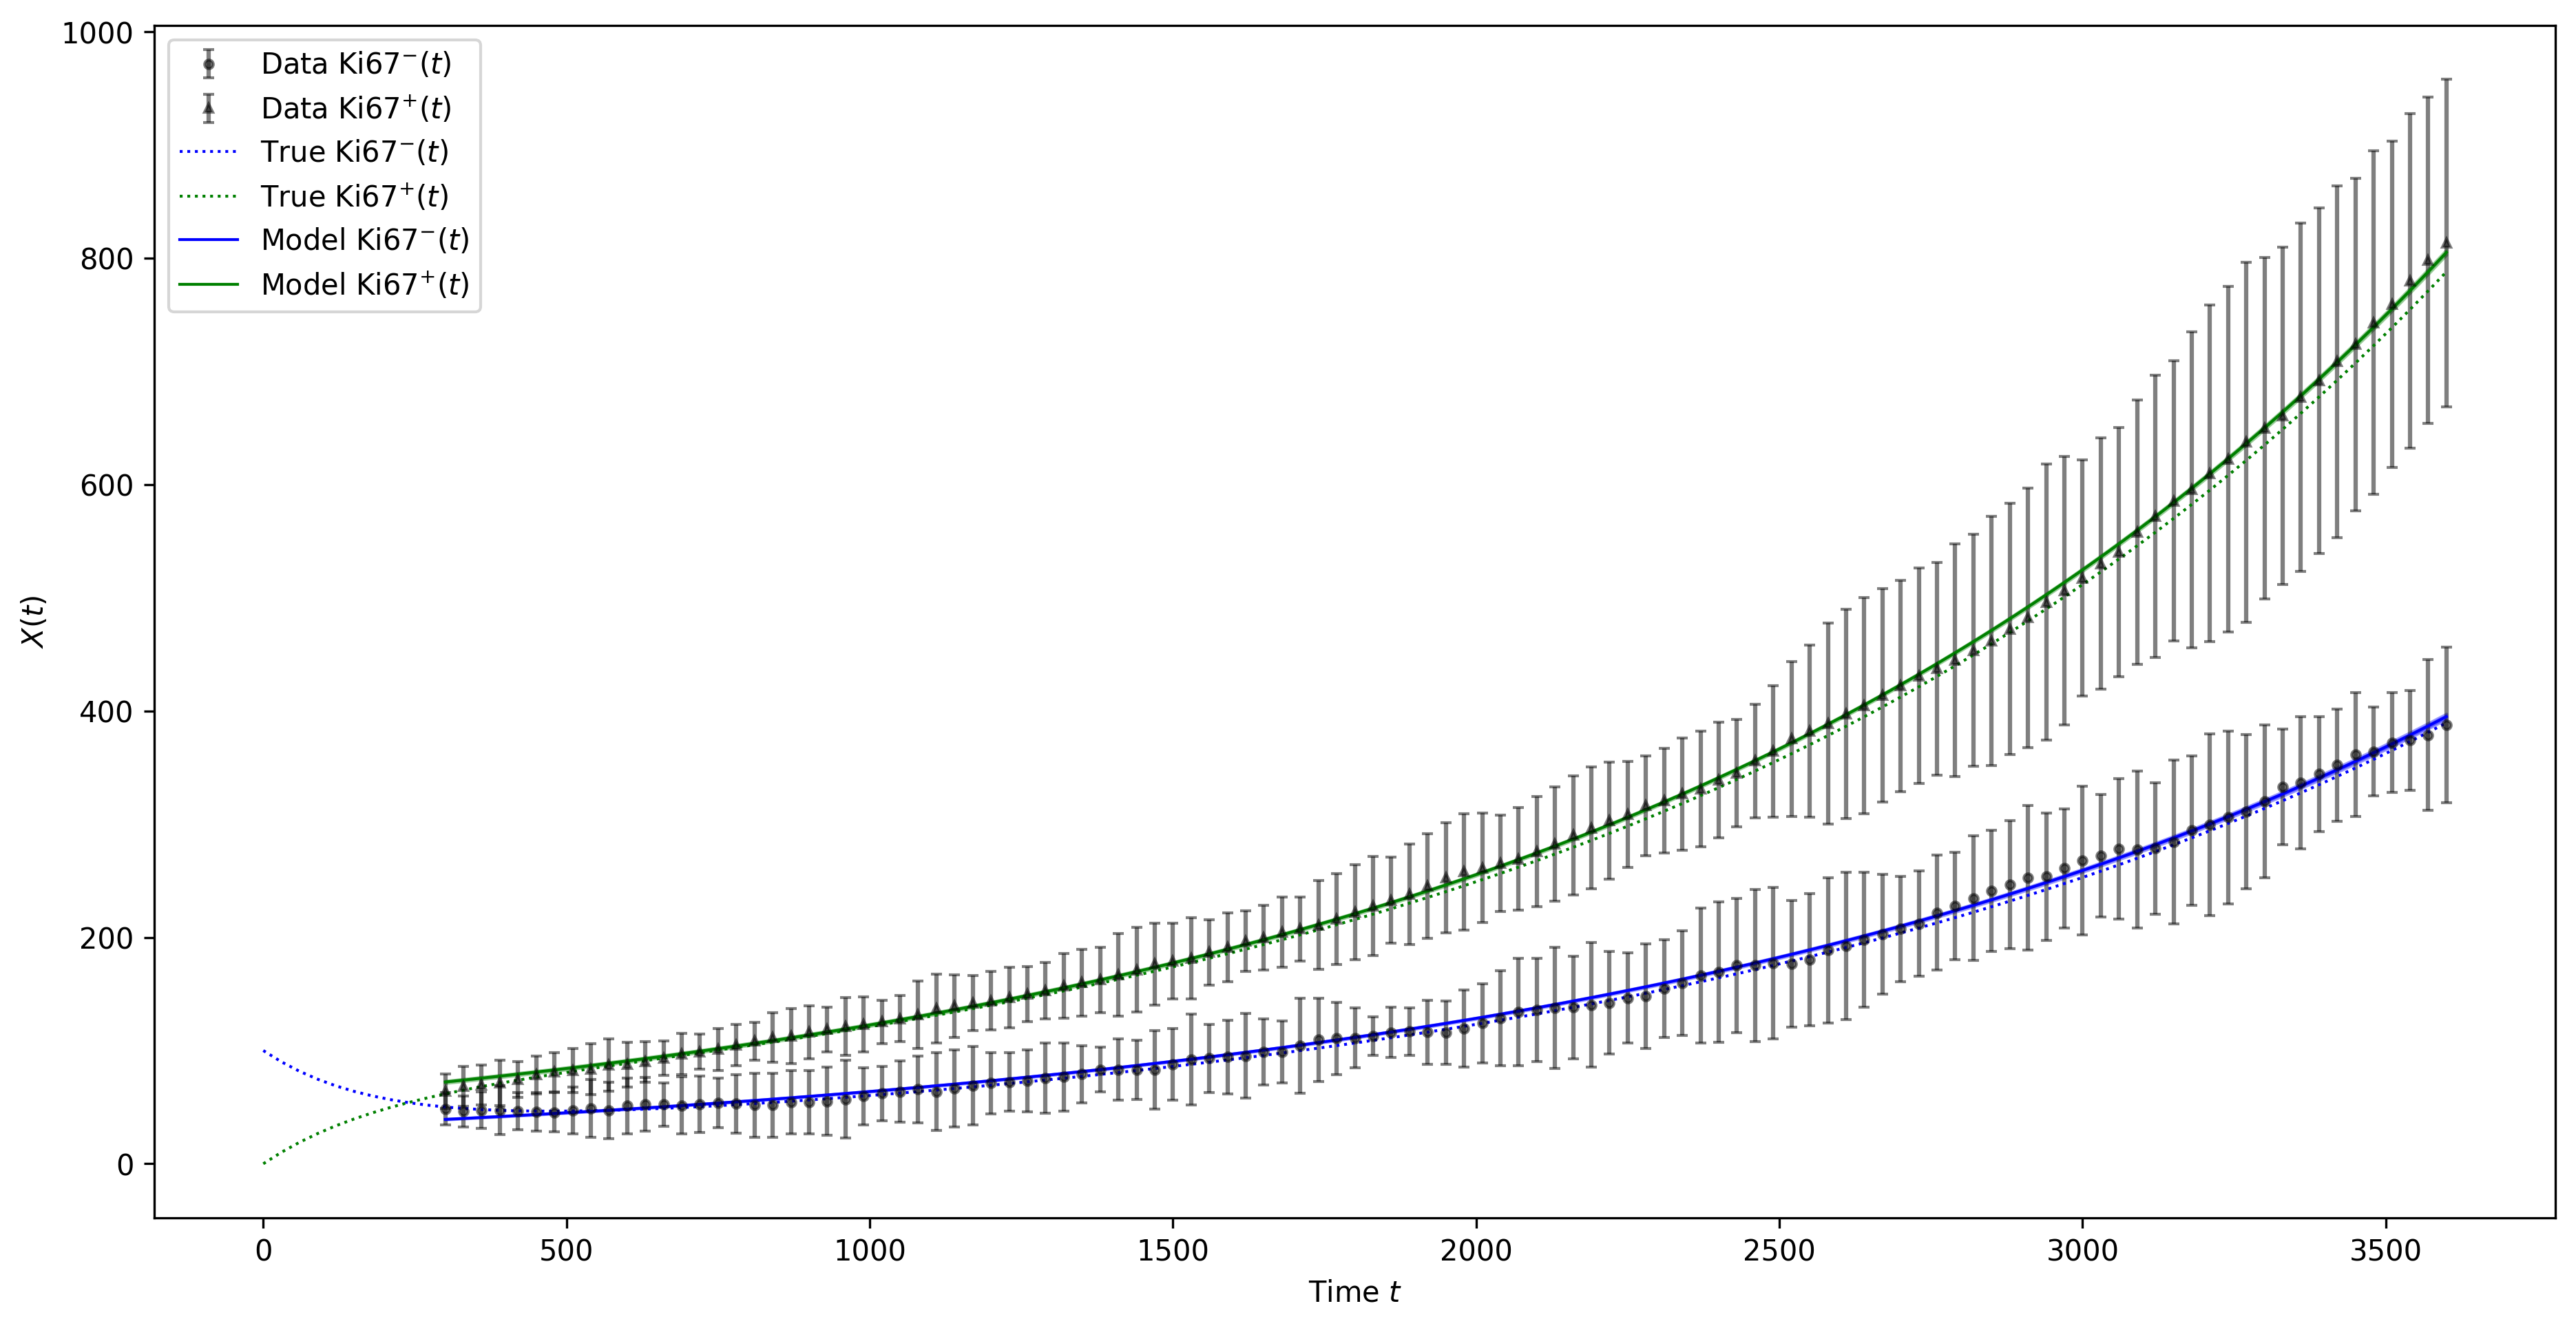 1000
800
600
400
200
0
X(t)
Data Ki67⁻(t)
Data Ki67⁺(t)
True Ki67⁻(t)
True Ki67⁺(t)
Model Ki67⁻(t)
Model Ki67⁺(t)
0 500 1000 1500 2000 2500 3000 3500
Time t